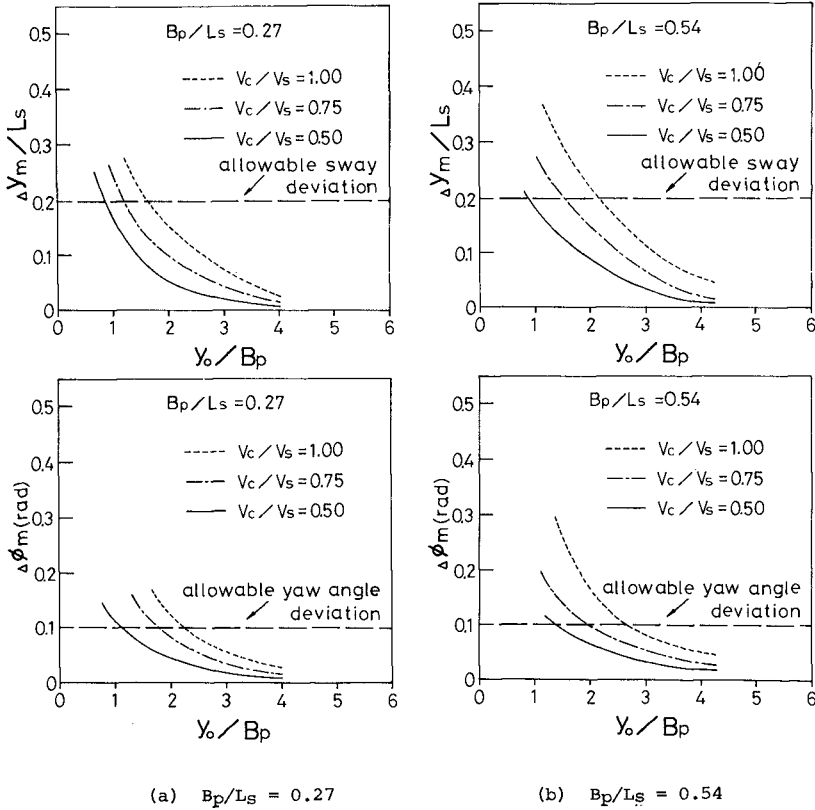 0.5
0.4
0.3
0.2
0.1
0
ΔYm/Ls
Bp/Ls=0.27
Vc/Vs=1.00
Vc/Vs=0.75
Vc/Vs=0.50
allowable sway
deviation
0 1 2 3 4 5 6
Yo/Bp
0.5
0.4
0.3
0.2
0.1
0
ΔYm/Ls
Bp/Ls=0.54
Vc/Vs=1.00
Vc/Vs=0.75
Vc/Vs=0.50
allowable sway
deviation
0 1 2 3 4 5 6
Yo/Bp
0.5
0.4
0.3
0.2
0.1
0
Δφm(rad)
Bp/Ls=0.27
Vc/Vs=1.00
Vc/Vs=0.75
Vc/Vs=0.50
allowable yaw angle
deviation
0 1 2 3 4 5 6
Yo/Bp
0.5
0.4
0.3
0.2
0.1
0
Δφm(rad)
Bp/Ls=0.54
Vc/Vs=1.00
Vc/Vs=0.75
Vc/Vs=0.50
allowable yaw angle
deviation
0 1 2 3 4 5 6
Yo/Bp
(a) Bp/Ls = 0.27
(b) Bp/Ls = 0.54